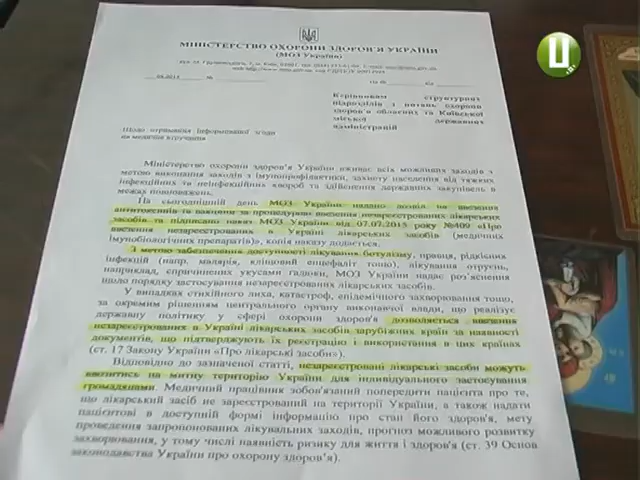 Ц
МІНІСТЕРСТВО ОХОРОНИ ЗДОРОВ'Я УКРАЇНИ
(МОЗ України)
Керівникам структурних
підрозділів з питань охорони
здоров'я обласних та Київської
міської державних
адміністрацій
Щодо отримання інформованої згоди
на медичні втручання
Міністерство охорони здоров'я України вживає всіх можливих заходів з
метою виконання заходів з імунопрофілактики, захисту населення від тяжких
інфекційних та неінфекційних хвороб та здійснення державних закупівель в
межах повноважень.
На сьогоднішній день МОЗ України надано дозвіл на ввезення
антитоксинів та вакцини за процедурою ввезення незареєстрованих лікарських
засобів та підписано наказ МОЗ України від 07.07.2015 року №409 «Про
ввезення незареєстрованих в Україні лікарських засобів (медичних
імунобіологічних препаратів)», копія наказу додається.
З метою забезпечення доступності лікування ботулізму, правця, рідкісних
інфекцій (напр. малярія, кліщовий енцефаліт тощо), лікування отруєнь,
наприклад, спричинених укусами гадюки, МОЗ України надає роз'яснення
щодо порядку застосування незареєстрованих лікарських засобів.
У випадках стихійного лиха, катастроф, епідемічного захворювання тощо,
за окремим рішенням центрального органу виконавчої влади, що реалізує
державну політику у сфері охорони здоров'я дозволяється ввезення
незареєстрованих в Україні лікарських засобів зарубіжних країн за наявності
документів, що підтверджують їх реєстрацію і використання в цих країнах
(ст. 17 Закону України «Про лікарські засоби»).
Відповідно до зазначеної статті, незареєстровані лікарські засоби можуть
ввозитись на митну територію України для індивідуального застосування
громадянами. Медичний працівник зобов'язаний попередити пацієнта про те,
що лікарський засіб не зареєстрований на території України, а також надати
пацієнтові в доступній формі інформацію про стан його здоров'я, мету
проведення запропонованих лікувальних заходів, прогноз можливого розвитку
захворювання, у тому числі наявність ризику для життя і здоров'я (ст. 39 Основ
законодавства України про охорону здоров'я).